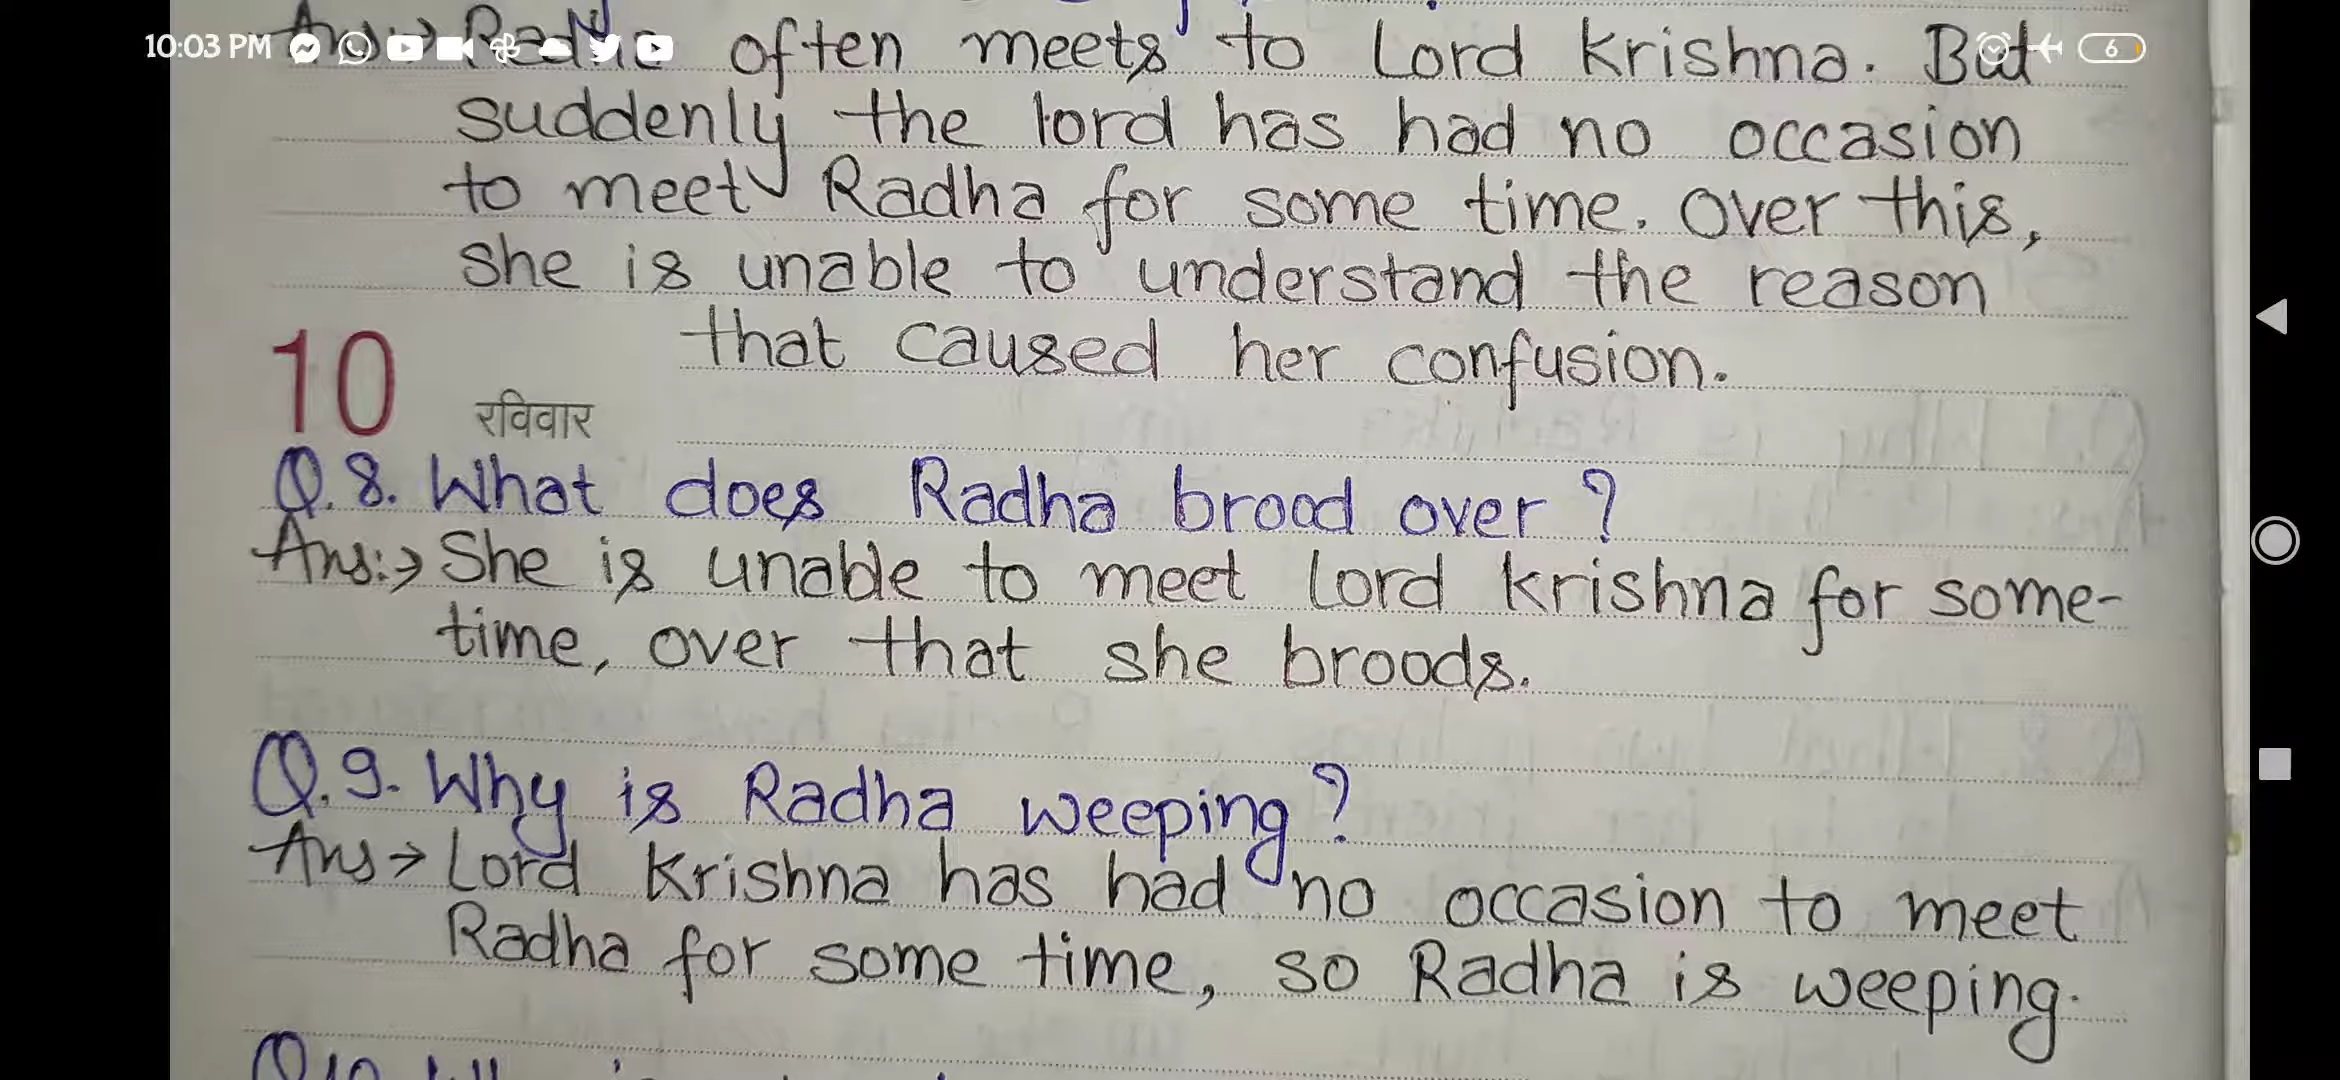 10:03 PM 6
Ans:→ Radha often meets to Lord Krishna. But
suddenly the lord has had no occasion
to meet Radha for some time. Over this,
she is unable to understand the reason
that caused her confusion.
10
रविवार
Q.8. What does Radha brood over?
Ans:→ She is unable to meet Lord Krishna for some-
time, over that she broods.
Q.9. Why is Radha weeping?
Ans→ Lord Krishna has had no occasion to meet
Radha for some time, so Radha is weeping.